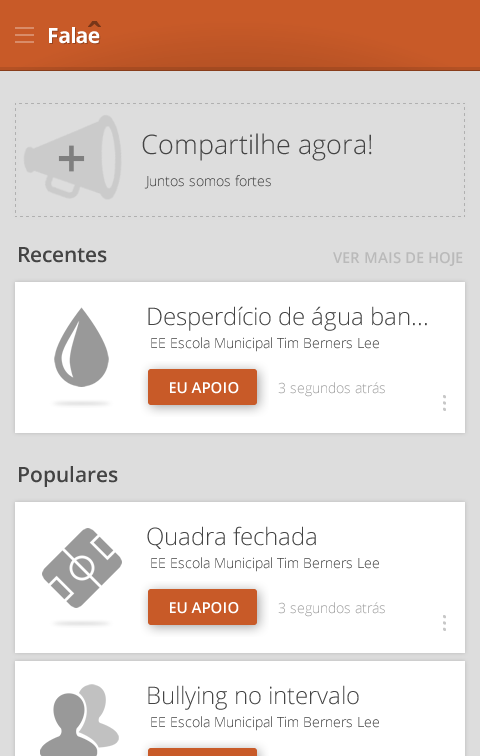 Falaê
Compartilhe agora!
Juntos somos fortes
Recentes
VER MAIS DE HOJE
Desperdício de água ban...
EE Escola Municipal Tim Berners Lee
EU APOIO
3 segundos atrás
Populares
Quadra fechada
EE Escola Municipal Tim Berners Lee
EU APOIO
3 segundos atrás
Bullying no intervalo
EE Escola Municipal Tim Berners Lee